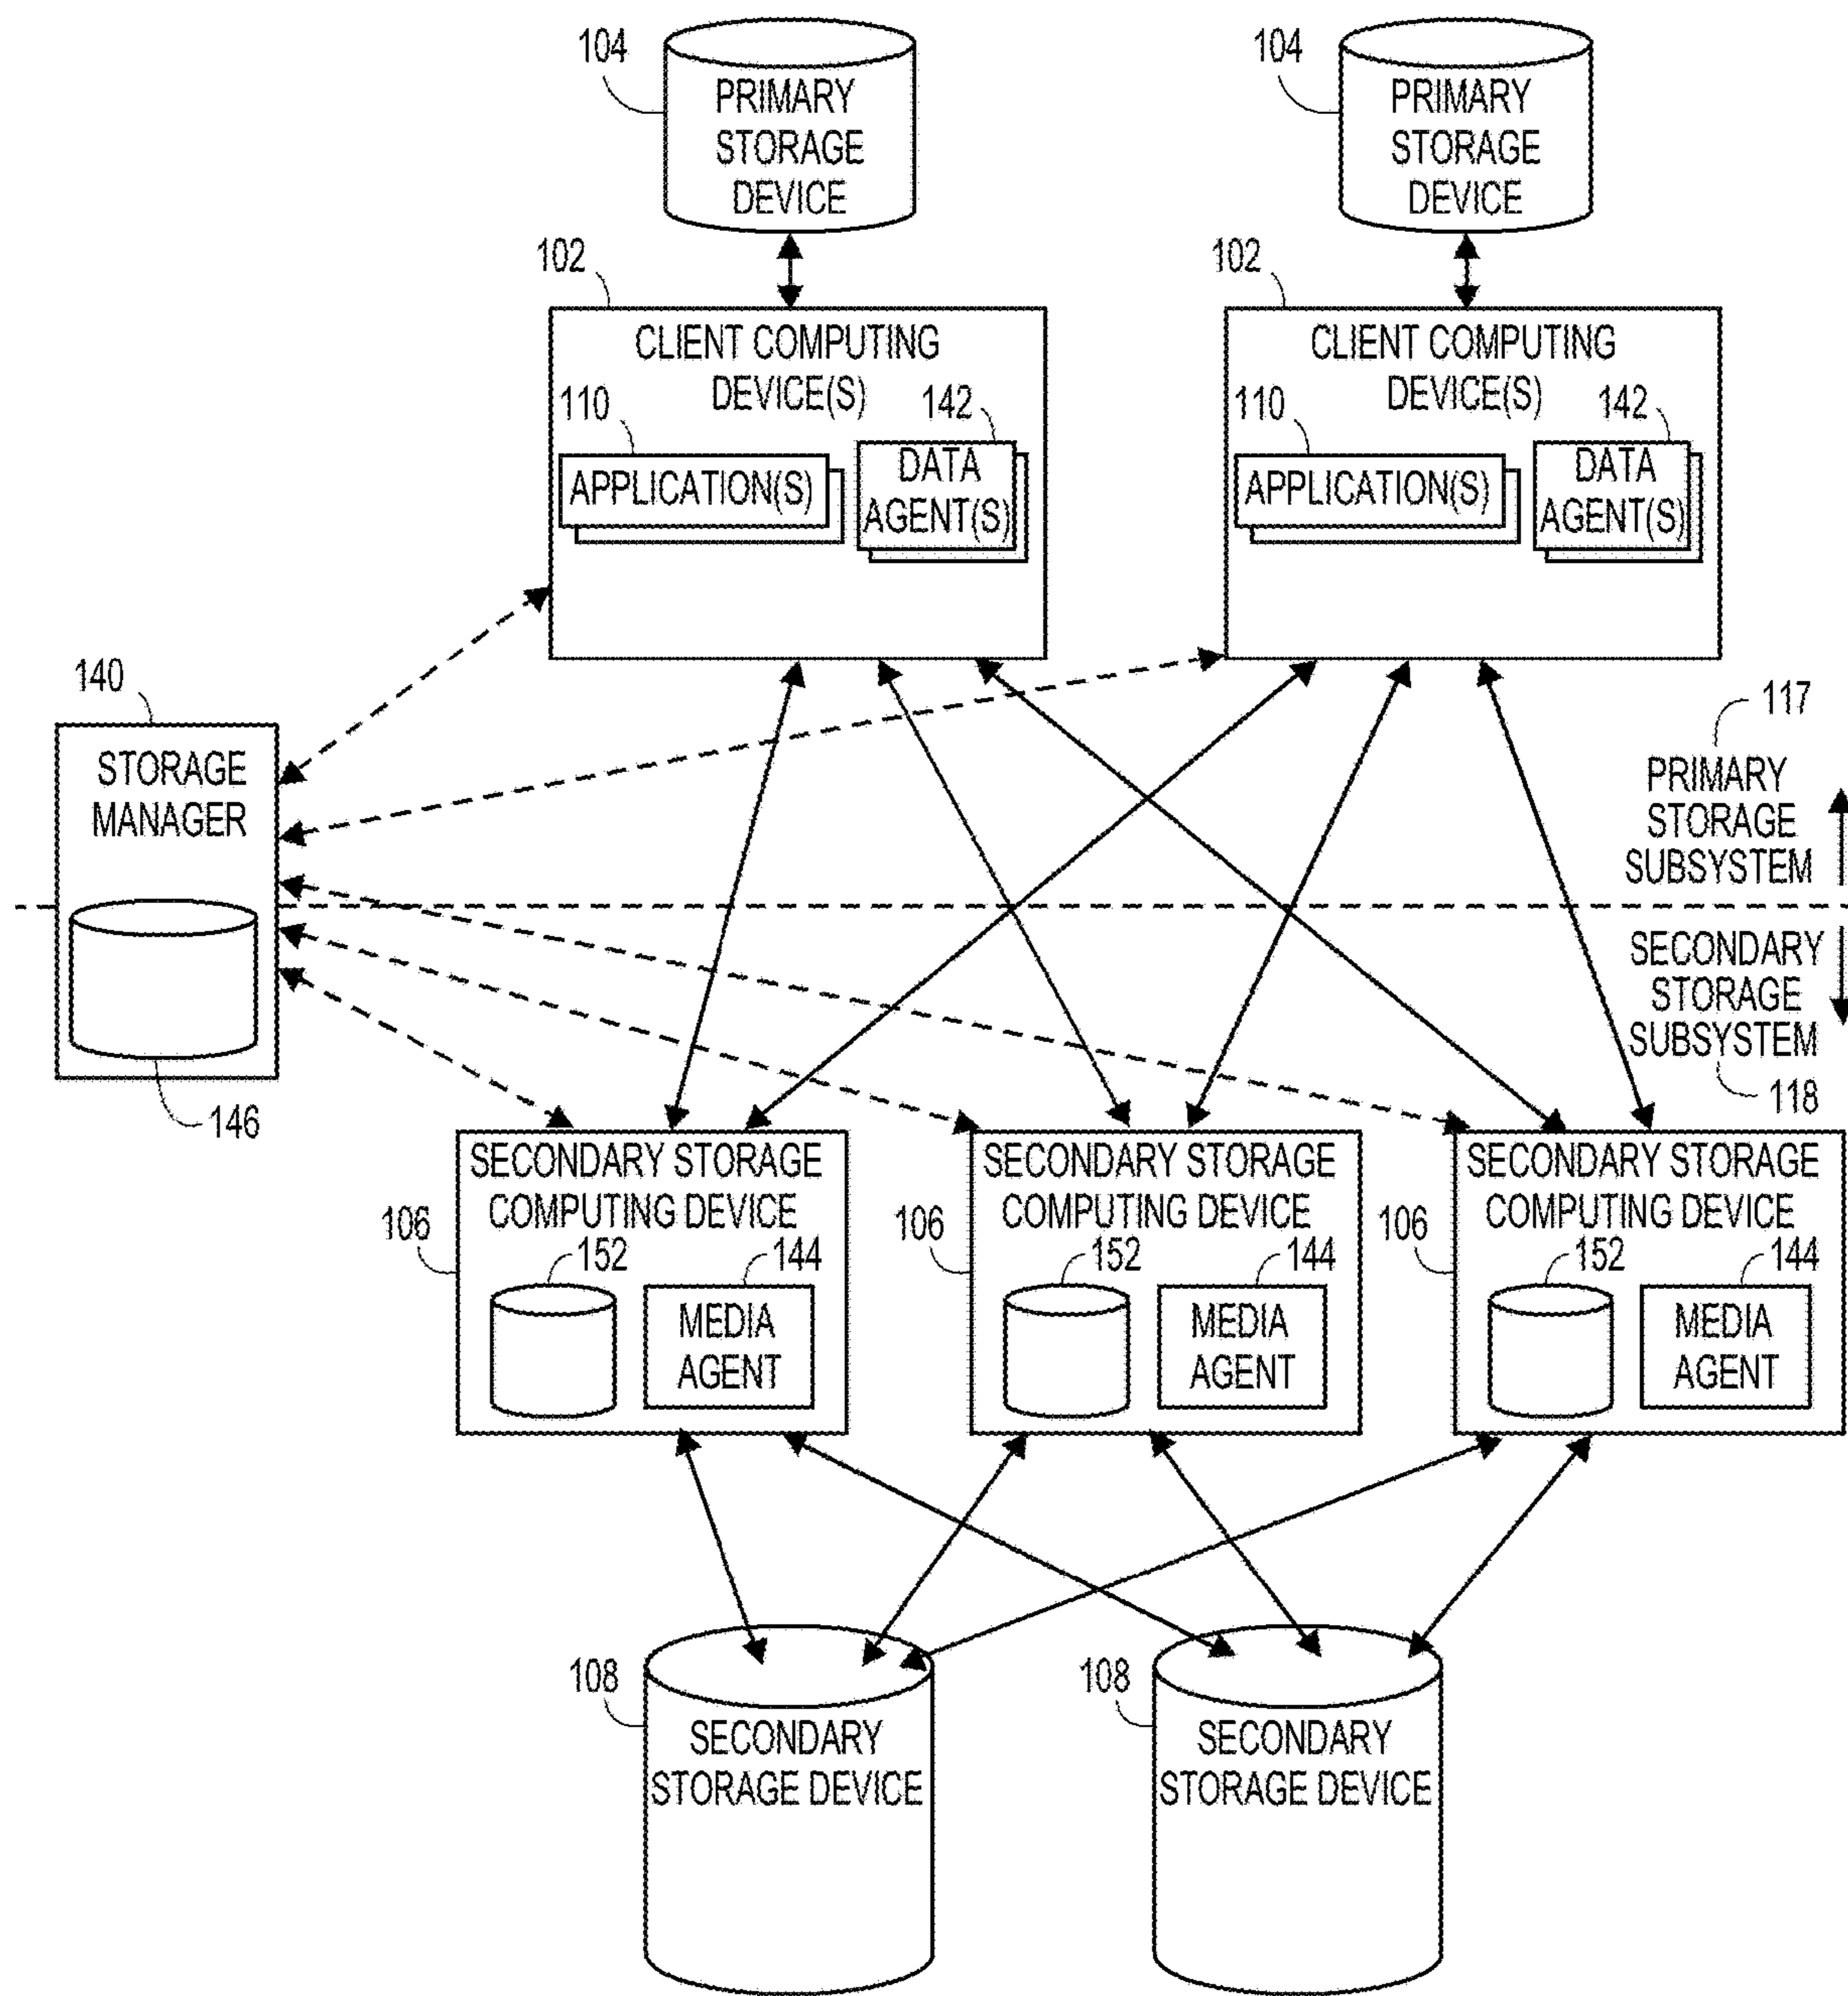 104
PRIMARY
STORAGE
DEVICE
104
PRIMARY
STORAGE
DEVICE
102
CLIENT COMPUTING
DEVICE(S)
110
142
APPLICATION(S)
DATA
AGENT(S)
102
CLIENT COMPUTING
DEVICE(S)
110
142
APPLICATION(S)
DATA
AGENT(S)
140
STORAGE
MANAGER
146
117
PRIMARY
STORAGE
SUBSYSTEM
SECONDARY
STORAGE
SUBSYSTEM
118
SECONDARY STORAGE
COMPUTING DEVICE
106
152
144
MEDIA
AGENT
SECONDARY STORAGE
COMPUTING DEVICE
106
152
144
MEDIA
AGENT
SECONDARY STORAGE
COMPUTING DEVICE
106
152
144
MEDIA
AGENT
108
SECONDARY
STORAGE DEVICE
108
SECONDARY
STORAGE DEVICE